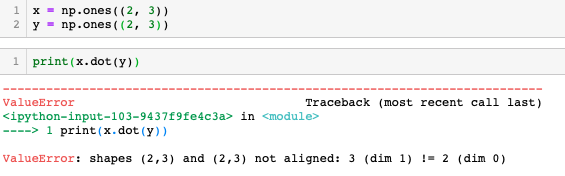 1 x = np.ones((2, 3))
2 y = np.ones((2, 3))
1 print(x.dot(y))
---------------------------------------------------------------------------
ValueError                                Traceback (most recent call last)
<ipython-input-103-9437f9fe4c3a> in <module>
----> 1 print(x.dot(y))
ValueError: shapes (2,3) and (2,3) not aligned: 3 (dim 1) != 2 (dim 0)